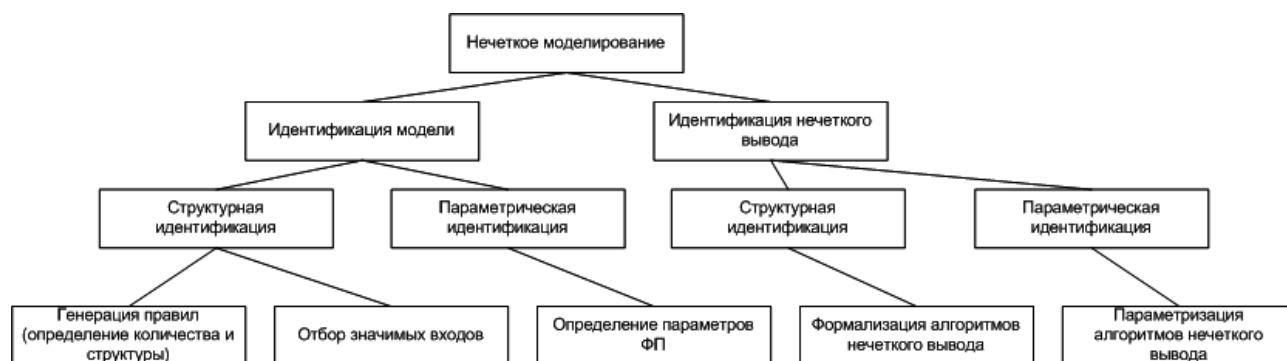 Нечеткое моделирование
Идентификация модели
Идентификация нечеткого
вывода
Структурная
идентификация
Параметрическая
идентификация
Структурная
идентификация
Параметрическая
идентификация
Генерация правил
(определение количества и
структуры)
Отбор значимых входов
Определение параметров
ФП
Формализация алгоритмов
нечеткого вывода
Параметризация
алгоритмов нечеткого
вывода